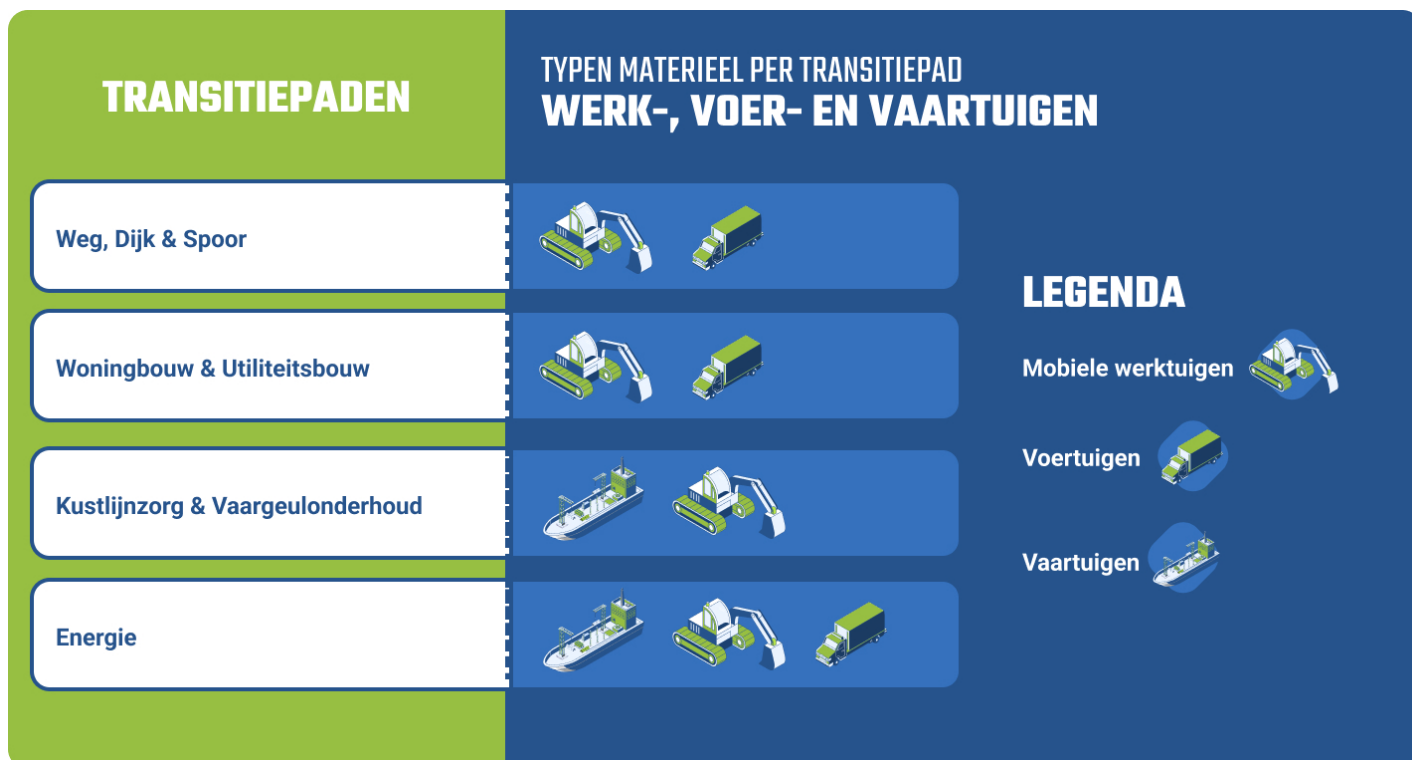 TRANSITIEPADEN
TYPEN MATERIEEL PER TRANSITIEPAD
WERK-, VOER- EN VAARTUIGEN
Weg, Dijk & Spoor
Woningbouw & Utiliteitsbouw
Kustlijnzorg & Vaargeulonderhoud
Energie
LEGENDA
Mobiele werktuigen
Voertuigen
Vaartuigen